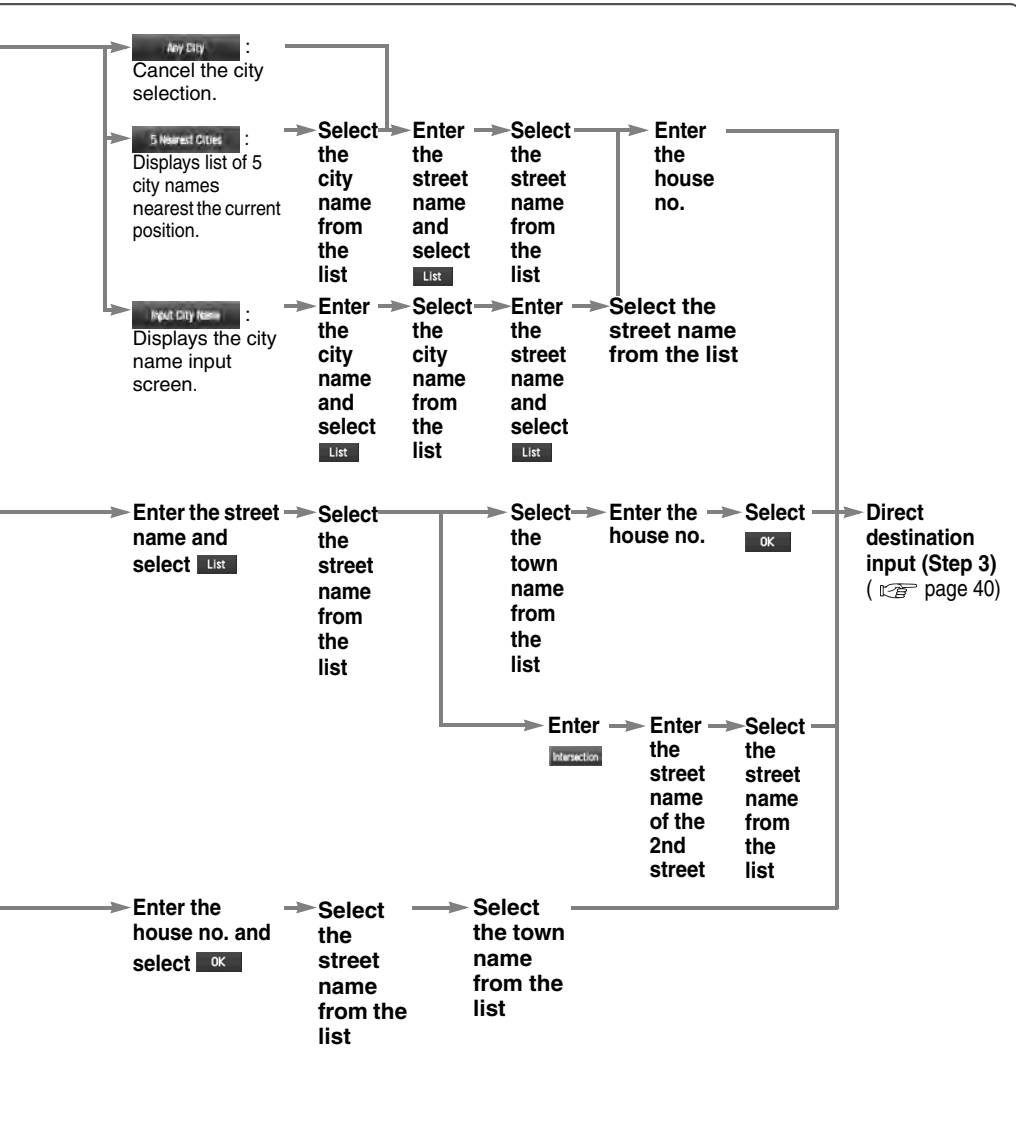 Any City :
Cancel the city
selection.
5 Nearest Cities :
Displays list of 5
city names
nearest the current
position.
Select
the
city
name
from
the
list
Enter
the
street
name
and
select
List
Select
the
street
name
from
the
list
Enter
the
house
no.
Input City Name :
Displays the city
name input
screen.
Enter
the
city
name
and
select
List
Select
the
city
name
from
the
list
Enter
the
street
name
and
select
List
Select the
street name
from the list
Enter the street
name and
select List
Select
the
street
name
from
the
list
Select
the
town
name
from
the
list
Enter the
house no.
Select
OK
Direct
destination
input (Step 3)
( ☞ page 40)
Enter
Intersection
Enter
the
street
name
of the
2nd
street
Select
the
street
name
from
the
list
Enter the
house no. and
select OK
Select
the
street
name
from the
list
Select
the town
name
from the
list